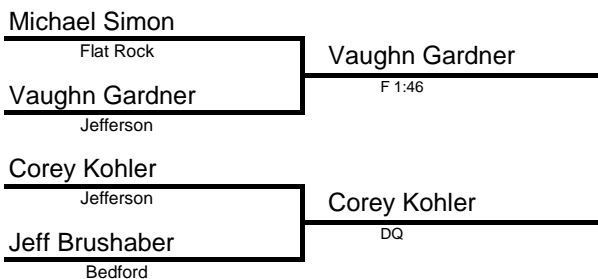 Michael Simon
Flat Rock
Vaughn Gardner
F 1:46
Vaughn Gardner
Jefferson
Corey Kohler
Jefferson
Corey Kohler
DQ
Jeff Brushaber
Bedford